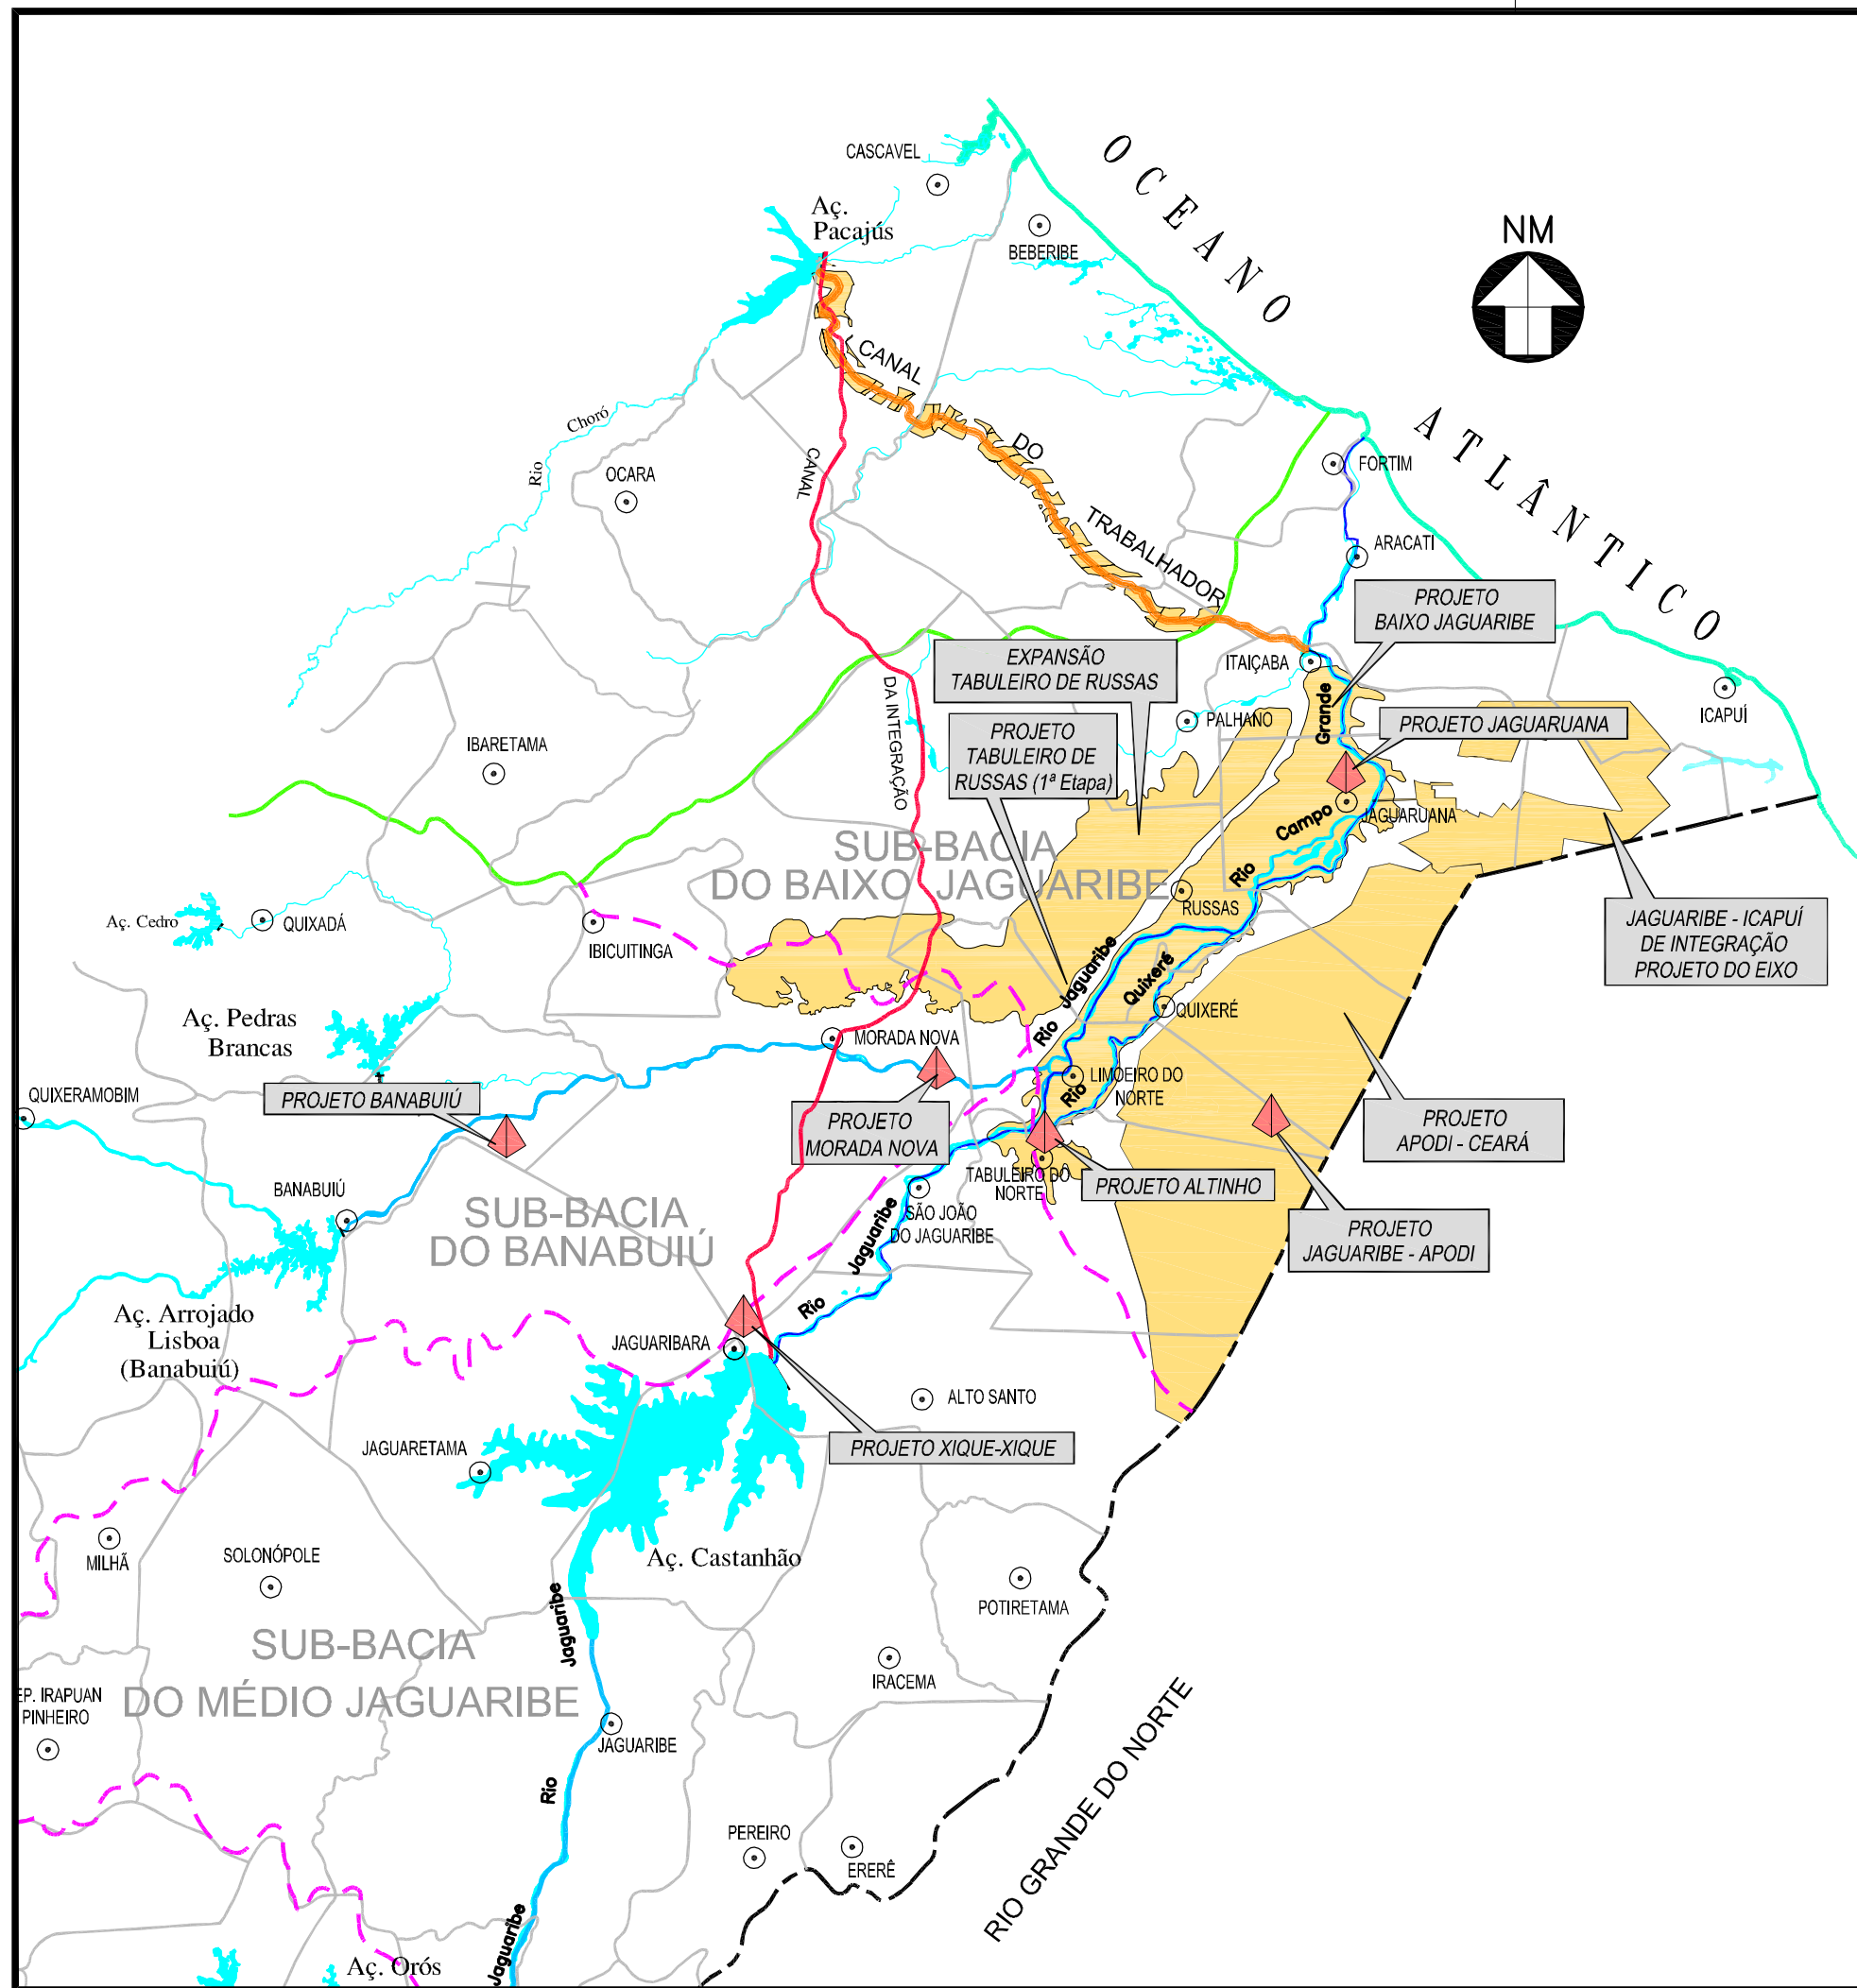 OCEANO
ATLÂNTICO
NM
CASCAVEL
Aç.
Pacajús
BEBERIBE
CANAL
DO
TRABALHADOR
Rio
Choró
OCARA
CANAL
DA INTEGRAÇÃO
FORTIM
ARACATI
PROJETO
BAIXO JAGUARIBE
EXPANSÃO
TABULEIRO DE RUSSAS
ITAIÇABA
ICAPUÍ
PALHANO
Grande
PROJETO JAGUARUANA
PROJETO
TABULEIRO DE
RUSSAS (1ª Etapa)
IBARETAMA
JAGUARUANA
Campo
SUB-BACIA
DO BAIXO JAGUARIBE
Rio
RUSSAS
Aç. Cedro
QUIXADÁ
IBICUITINGA
JAGUARIBE - ICAPUÍ
DE INTEGRAÇÃO
PROJETO DO EIXO
Jaguaribe
Quixeré
QUIXERÉ
Aç. Pedras
Brancas
Rio
MORADA NOVA
LIMOEIRO DO
NORTE
Rio
QUIXERAMOBIM
PROJETO BANABUIÚ
PROJETO
MORADA NOVA
PROJETO
APODI - CEARÁ
TABULEIRO DO
NORTE
PROJETO ALTINHO
BANABUIÚ
SUB-BACIA
DO BANABUIÚ
SÃO JOÃO
DO JAGUARIBE
Jaguaribe
Rio
PROJETO
JAGUARIBE - APODI
Aç. Arrojado
Lisboa
(Banabuiú)
JAGUARIBARA
ALTO SANTO
JAGUARETAMA
PROJETO XIQUE-XIQUE
MILHÃ
SOLONÓPOLE
Aç. Castanhão
POTIRETAMA
Jaguaribe
SUB-BACIA
DO MÉDIO JAGUARIBE
IRACEMA
EP. IRAPUAN
PINHEIRO
JAGUARIBE
Rio
RIO GRANDE DO NORTE
PEREIRO
ERERÊ
Jaguaribe
Aç. Orós